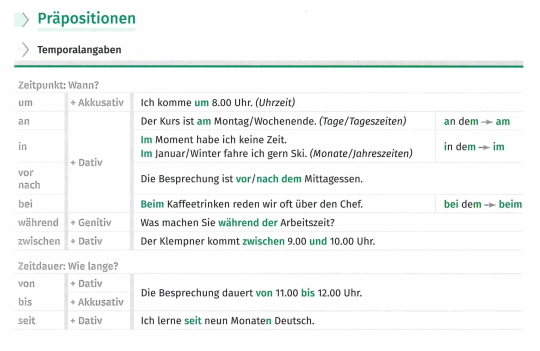 Präpositionen
Temporalangaben
Zeitpunkt: Wann?
um + Akkusativ Ich komme um 8.00 Uhr. (Uhrzeit)
an Der Kurs ist am Montag/Wochenende. (Tage/Tageszeiten) an dem → am
in Im Moment habe ich keine Zeit.
Im Januar/Winter fahre ich gern Ski. (Monate/Jahreszeiten) in dem → im
+ Dativ
vor
nach Die Besprechung ist vor/nach dem Mittagessen.
bei Beim Kaffeetrinken reden wir oft über den Chef. bei dem → beim
während + Genitiv Was machen Sie während der Arbeitszeit?
zwischen + Dativ Der Klempner kommt zwischen 9.00 und 10.00 Uhr.
Zeitdauer: Wie lange?
von + Dativ
bis + Akkusativ Die Besprechung dauert von 11.00 bis 12.00 Uhr.
seit + Dativ Ich lerne seit neun Monaten Deutsch.